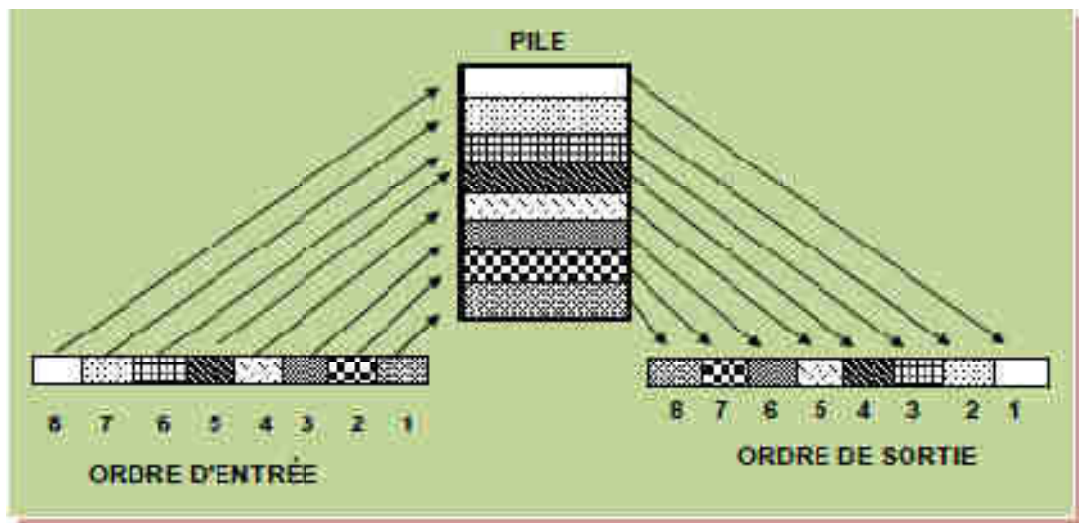 PILE
8 7 6 5 4 3 2 1
8 7 6 5 4 3 2 1
ORDRE D'ENTRÉE
ORDRE DE SORTIE